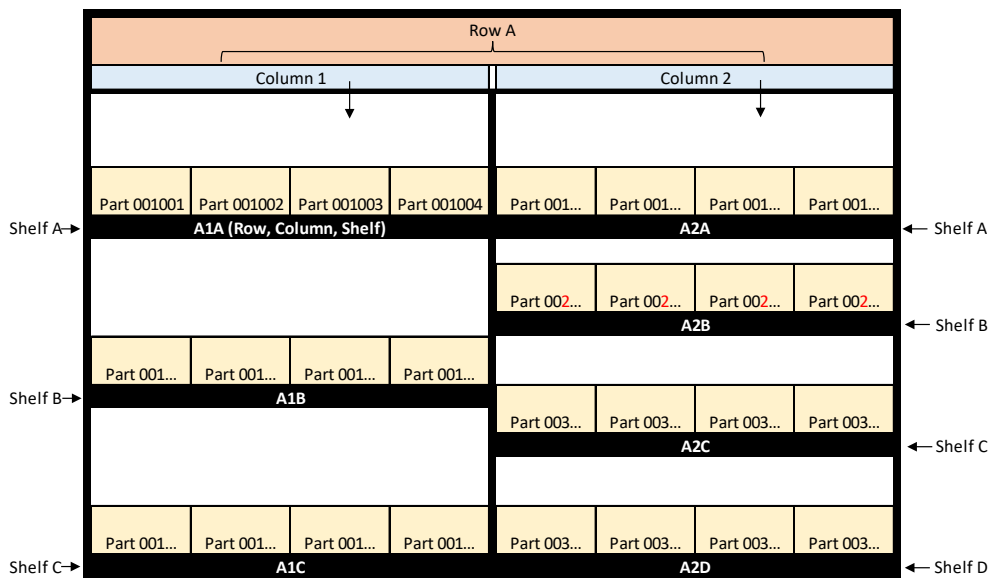 Row A
Column 1 Column 2
Part 001001 Part 001002 Part 001003 Part 001004 Part 001... Part 001... Part 001... Part 001...
Shelf A A1A (Row, Column, Shelf) A2A Shelf A
Part 002... Part 002... Part 002... Part 002...
A2B Shelf B
Part 001... Part 001... Part 001... Part 001...
Shelf B A1B
Part 003... Part 003... Part 003... Part 003...
A2C Shelf C
Part 001... Part 001... Part 001... Part 001... Part 003... Part 003... Part 003... Part 003...
Shelf C A1C A2D Shelf D